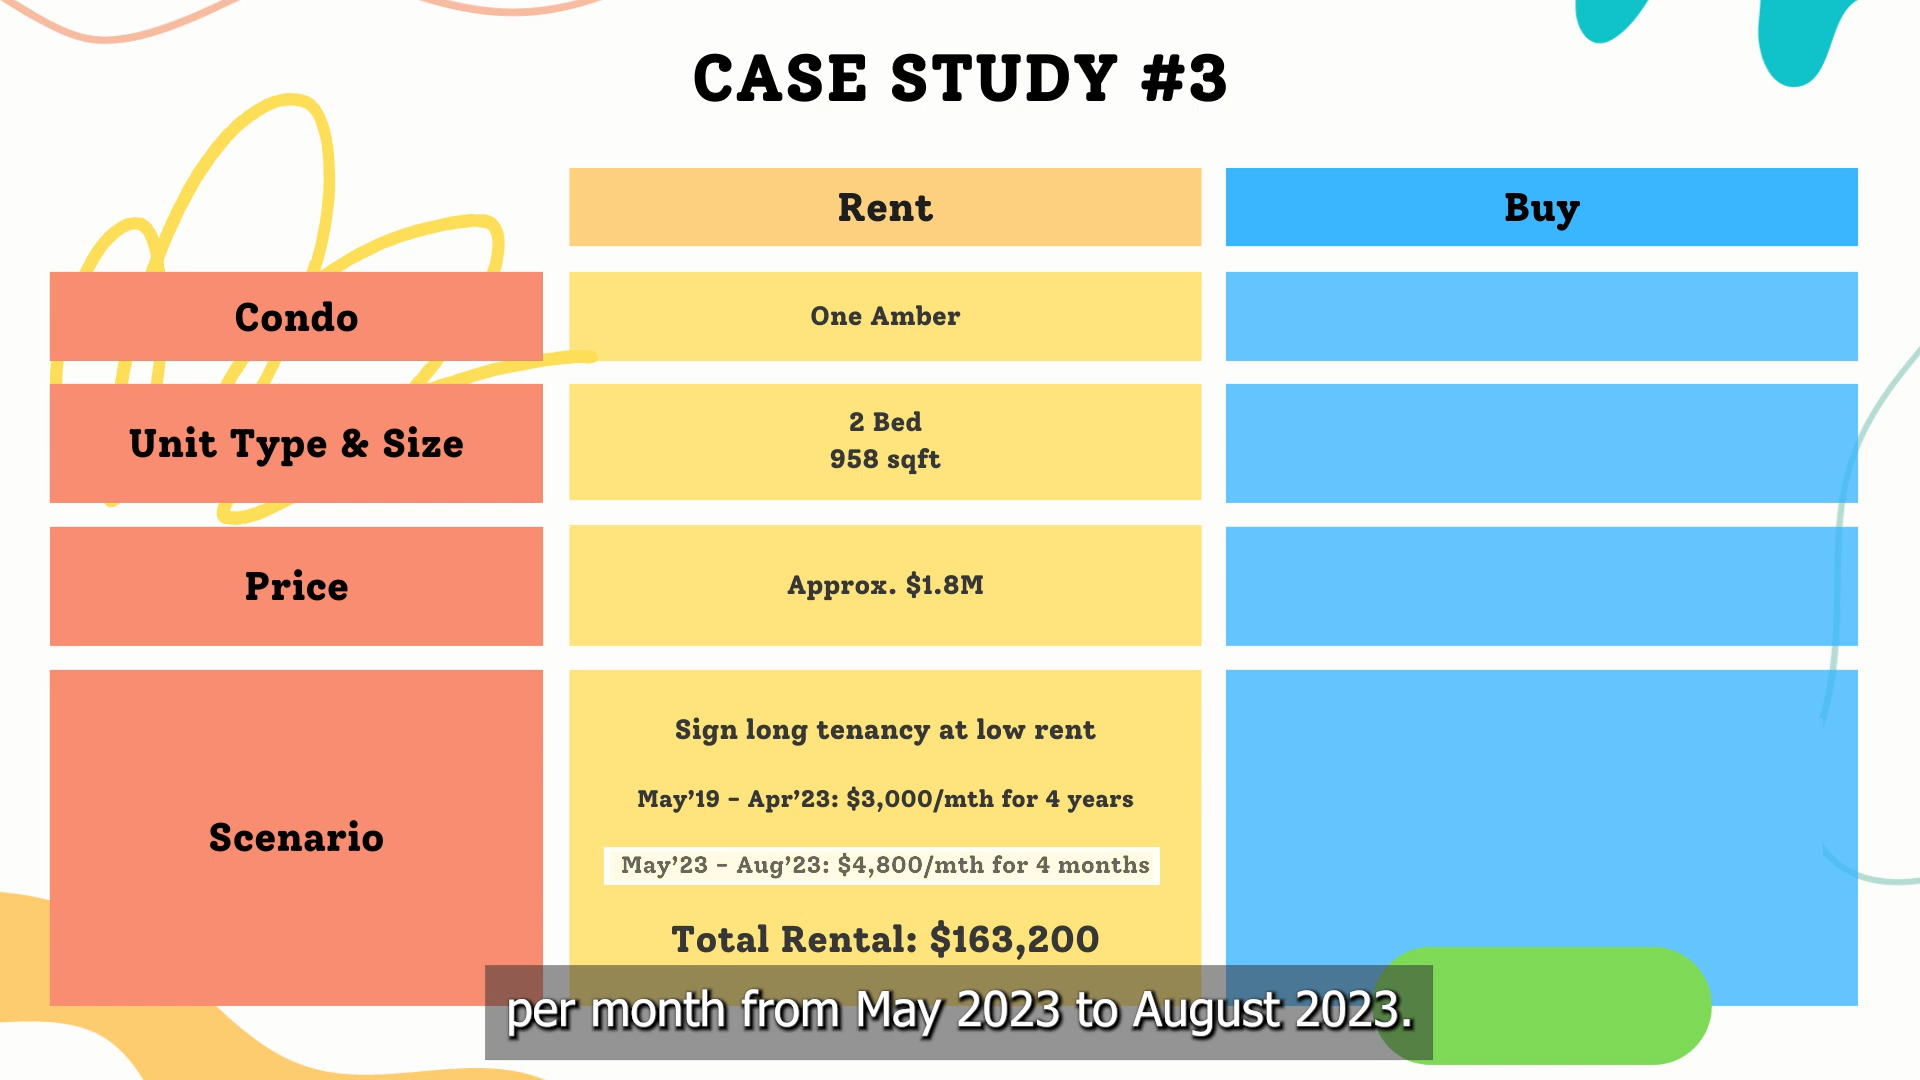 CASE STUDY #3
Rent
Buy
Condo
One Amber
Unit Type & Size
2 Bed
958 sqft
Price
Approx. $1.8M
Scenario
Sign long tenancy at low rent
May’19 – Apr’23: $3,000/mth for 4 years
May’23 – Aug’23: $4,800/mth for 4 months
Total Rental: $163,200
per month from May 2023 to August 2023.